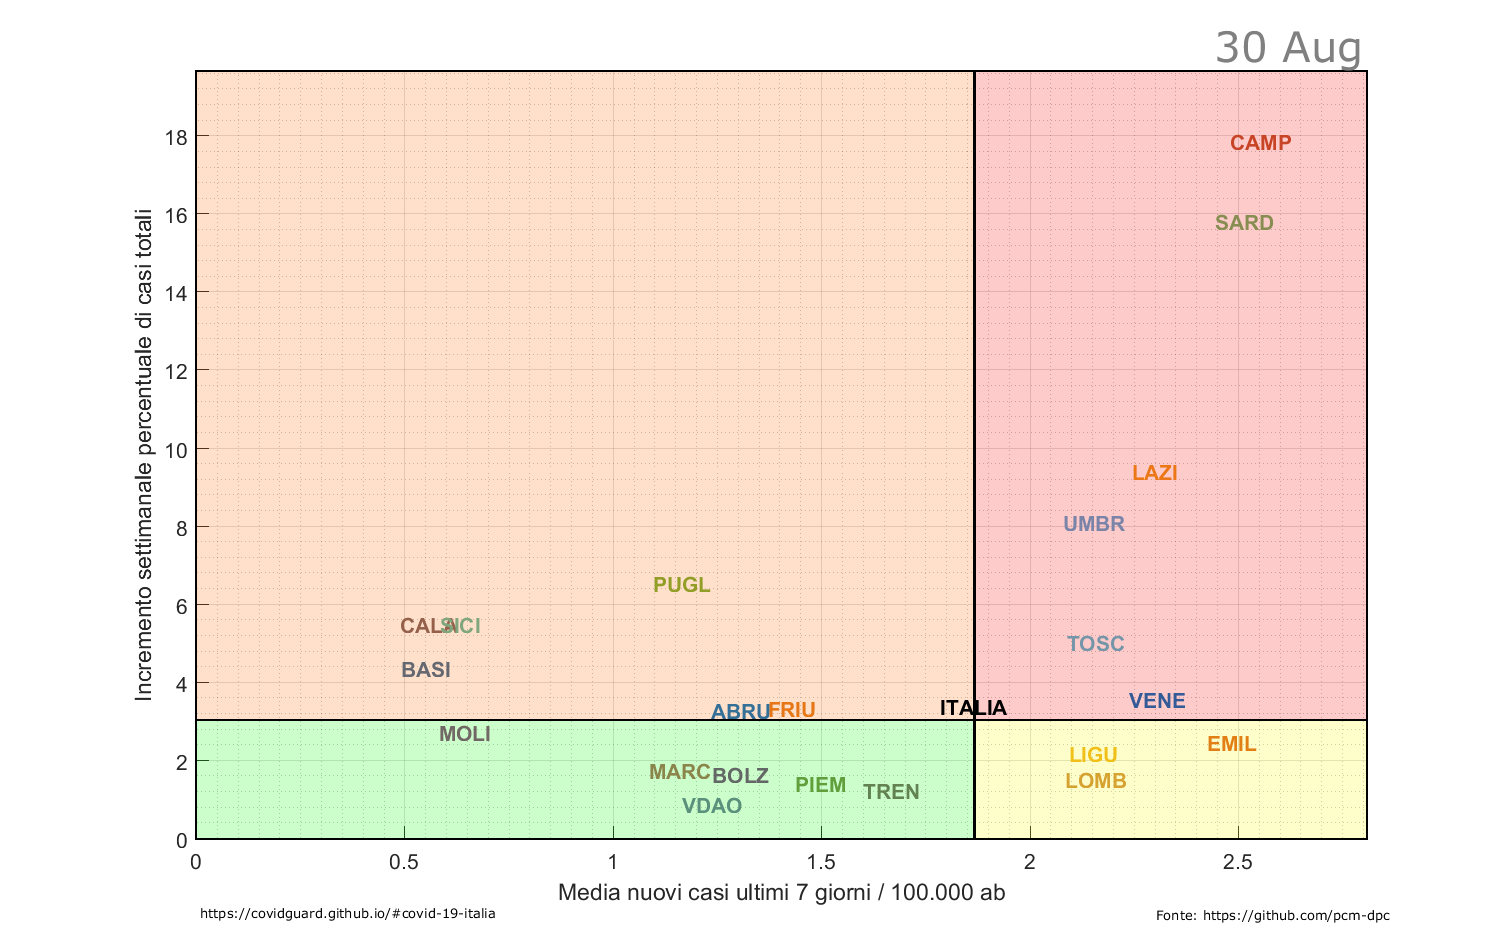 30 Aug
18
CAMP
16
SARD
14
12
10
LAZI
8
UMBR
PUGL
6
CALA
SICI
TOSC
BASI
4
VENE
ABRU
FRIU
ITALIA
MOLI
EMIL
2
LIGU
MARC
BOLZ
LOMB
PIEM
TREN
VDAO
0
0 0.5 1 1.5 2 2.5
Incremento settimanale percentuale di casi totali
Media nuovi casi ultimi 7 giorni / 100.000 ab
https://covidguard.github.io/#covid-19-italia
Fonte: https://github.com/pcm-dpc